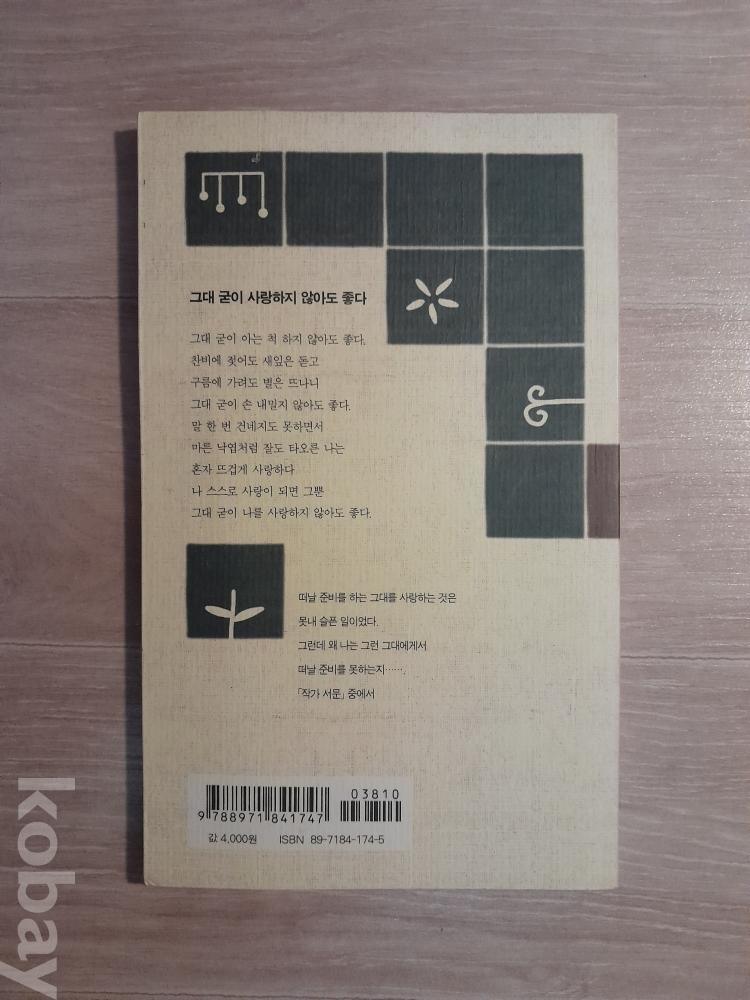 그대 굳이 사랑하지 않아도 좋다
그대 굳이 아는 척 하지 않아도 좋다.
찬비에 젖어도 새잎은 돋고
구름에 가려도 별은 뜨나니
그대 굳이 손 내밀지 않아도 좋다.
말 한 번 건네지도 못하면서
마른 낙엽처럼 잘도 타오른 나는
혼자 뜨겁게 사랑하다
나 스스로 사랑이 되면 그뿐
그대 굳이 나를 사랑하지 않아도 좋다.
떠날 준비를 하는 그대를 사랑하는 것은
못내 슬픈 일이었다.
그런데 왜 나는 그런 그대에게서
떠날 준비를 못하는지…….
「작가 서문」 중에서
03810
9 788971 841747
값 4,000원 ISBN 89-7184-174-5
kobay